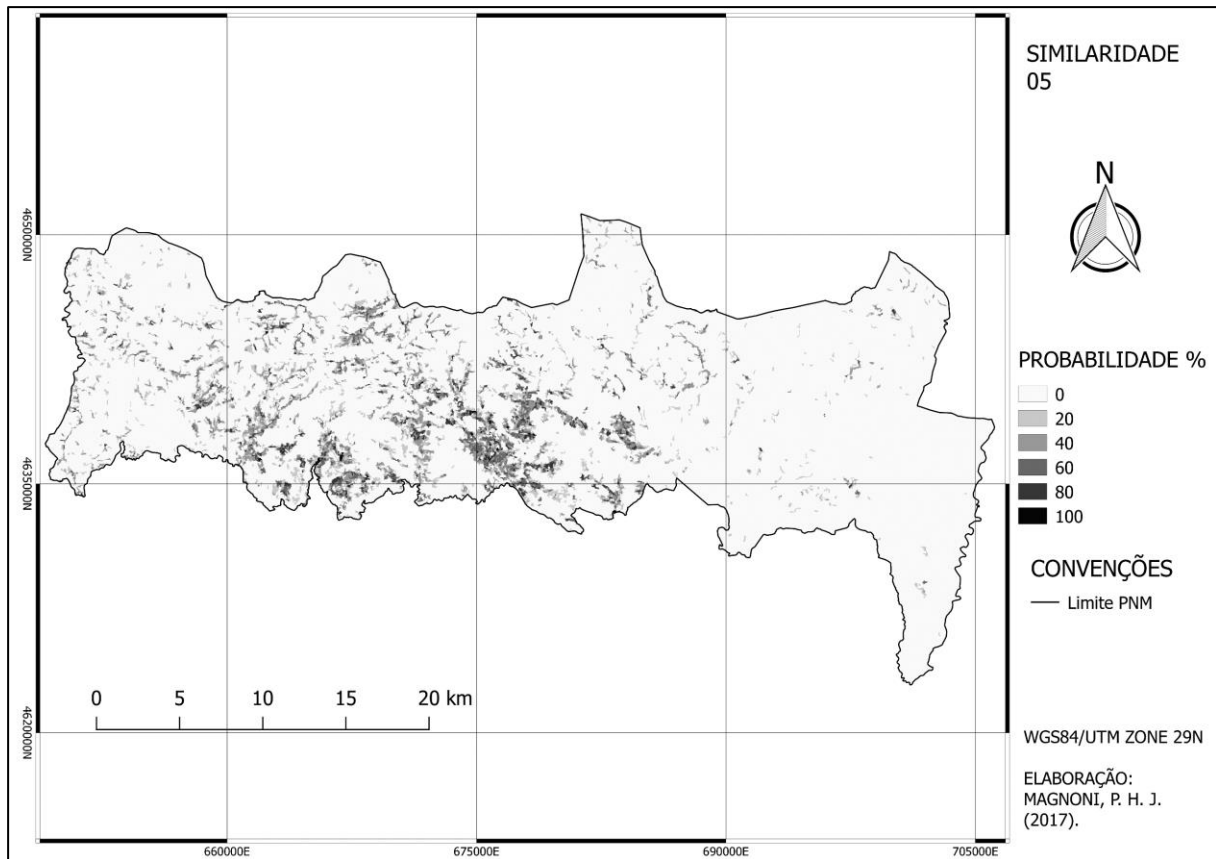 SIMILARIDADE
05
N
PROBABILIDADE %
0
20
40
60
80
100
CONVENÇÕES
Limite PNM
WGS84/UTM ZONE 29N
ELABORAÇÃO:
MAGNONI, P. H. J.
(2017).
4650000N
4635000N
4620000N
0 5 10 15 20 km
660000E 675000E 690000E 705000E